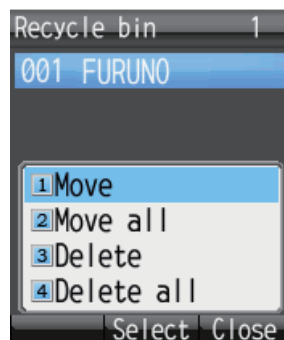 Recycle bin 1
001 FURUNO
1 Move
2 Move all
3 Delete
4 Delete all
Select Close